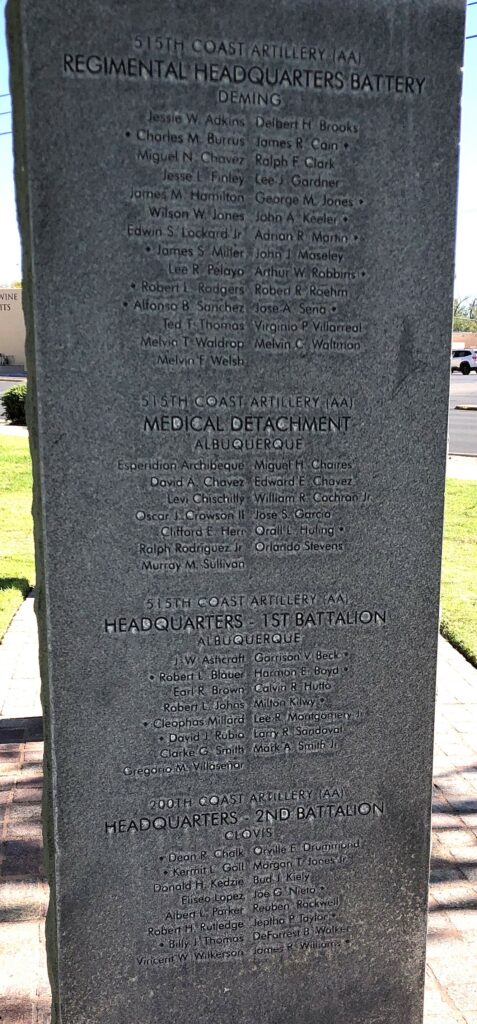 515TH COAST ARTILLERY (AA)
REGIMENTAL HEADQUARTERS BATTERY
DEMING
Jessie W. Adkins Delbert H. Brooks
• Charles M. Burrus James R. Cain •
Miguel N. Chavez Ralph F. Clark
Jesse L. Finley Lee J. Gardner
James M. Hamilton George M. Jones •
Wilson W. Jones John A. Keeler •
Edwin S. Lockard Jr Adrian R. Martin •
• James S. Miller John J. Moseley
Lee R. Pelayo Arthur W. Robbins •
• Robert L. Rodgers Robert R. Roehm
• Alfonso B. Sanchez Jose A. Sena •
Ted T. Thomas Virginio P. Villarreal
Melvin T. Waldrop Melvin C. Waltman
Melvin F. Welsh
515TH COAST ARTILLERY (AA)
MEDICAL DETACHMENT
ALBUQUERQUE
Esperidian Archibeque Miguel H. Chaires
David A. Chavez Edward E. Chavez
Levi Chischilly William R. Cochran Jr
Oscar J. Crowson II Jose S. Garcia
Clifford E. Herr Orall L. Huling •
Ralph Rodriguez Jr Orlando Stevens
Murray M. Sullivan
515TH COAST ARTILLERY (AA)
HEADQUARTERS - 1ST BATTALION
ALBUQUERQUE
J. W. Ashcraft Garrison V. Beck •
• Robert L. Blauer Harmon E. Boyd •
Earl R. Brown Calvin R. Hutto
Robert L. Johns Milton Kilwy •
• Cleophas Millard Lee R. Montgomery Jr
• David J. Rubio Larry R. Sandoval
Clarke G. Smith Mark A. Smith Jr
Gregorio M. Villaseñar
200TH COAST ARTILLERY (AA)
HEADQUARTERS - 2ND BATTALION
CLOVIS
• Dean R. Chalk Orville E. Drummond
• Kermit L. Goll Morgan T. Jones Jr
Donald H. Kedzie Bud J. Kiely
Eliseo Lopez Joe G. Nieto •
Albert L. Parker Reuben Rockwell
Robert H. Rutledge Jeptha P. Taylor •
• Billy J. Thomas DeForrest B. Walker
Vincent W. Wilkerson James R. Williams •
WINE